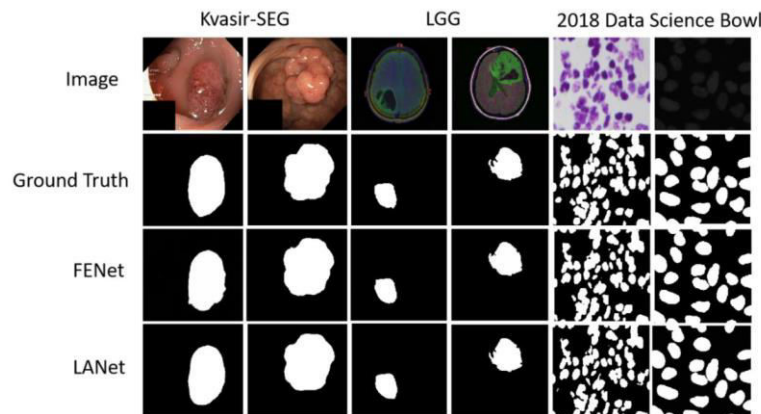 Kvasir-SEG LGG 2018 Data Science Bowl
Image
Ground Truth
FENet
LANet